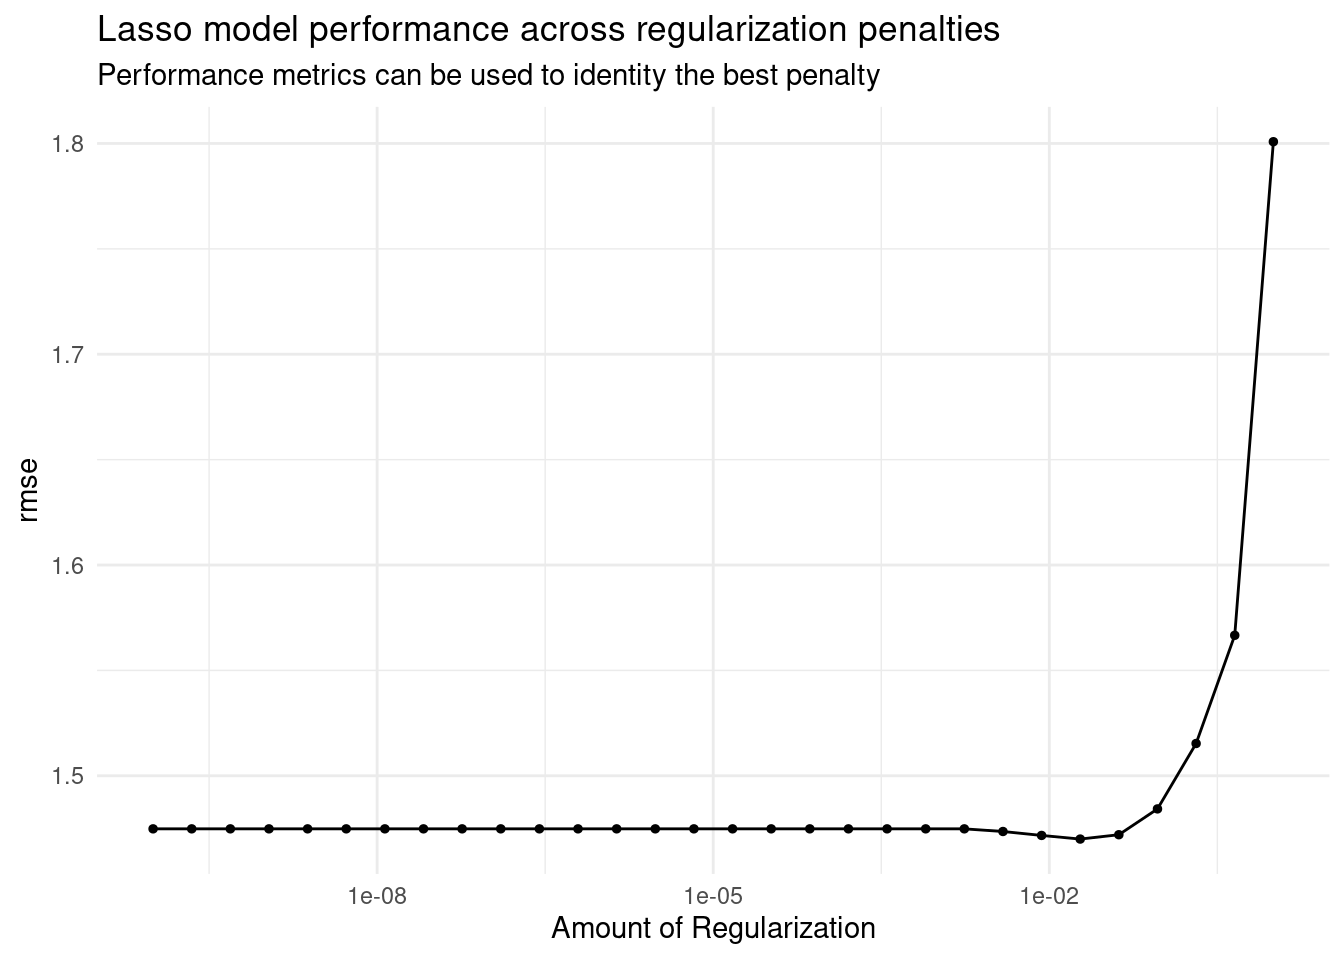 Lasso model performance across regularization penalties
Performance metrics can be used to identity the best penalty
1.8
1.7
1.6
1.5
rmse
1e-08 1e-05 1e-02
Amount of Regularization